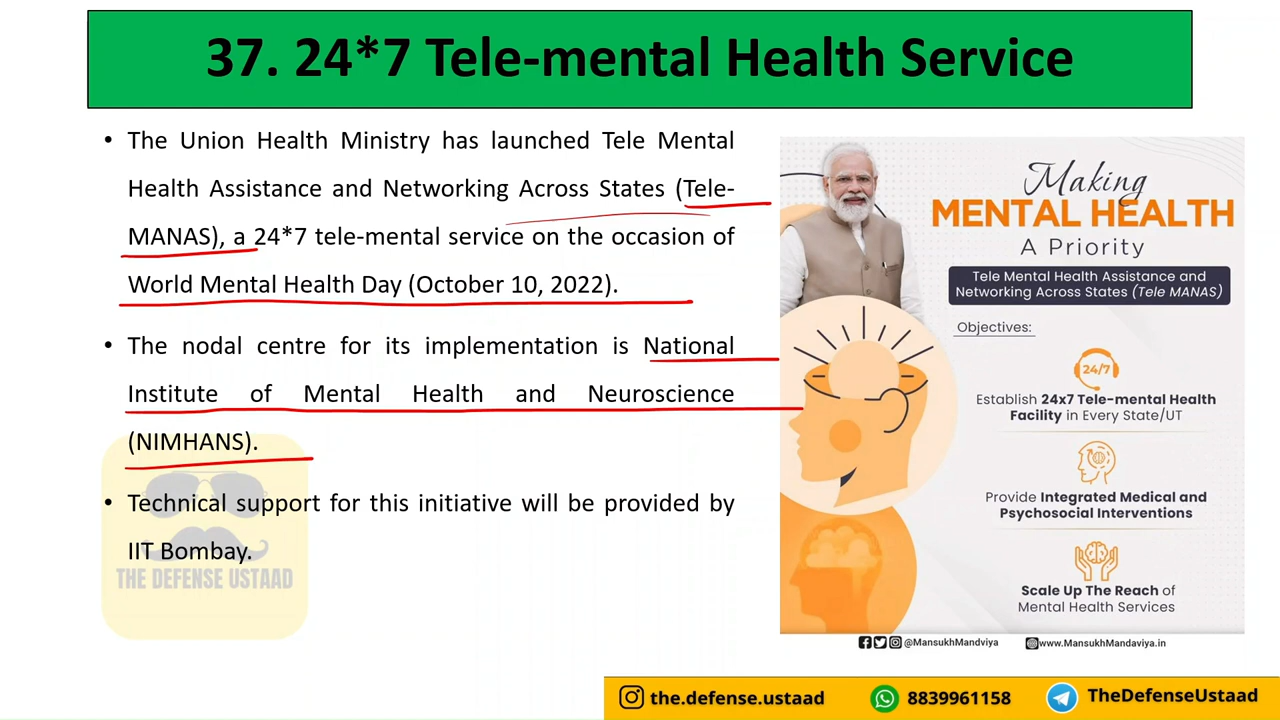 37. 24*7 Tele-mental Health Service
• The Union Health Ministry has launched Tele Mental
Health Assistance and Networking Across States (Tele-
MANAS), a 24*7 tele-mental service on the occasion of
World Mental Health Day (October 10, 2022).
• The nodal centre for its implementation is National
Institute of Mental Health and Neuroscience
(NIMHANS).
• Technical support for this initiative will be provided by
IIT Bombay.
THE DEFENSE USTAAD
Making
MENTAL HEALTH
A Priority
Tele Mental Health Assistance and
Networking Across States (Tele MANAS)
Objectives:
24/7
Establish 24x7 Tele-mental Health
Facility in Every State/UT
Provide Integrated Medical and
Psychosocial Interventions
Scale Up The Reach of
Mental Health Services
@MansukhMandviya www.MansukhMandaviya.in
the.defense.ustaad 8839961158 TheDefenseUstaad